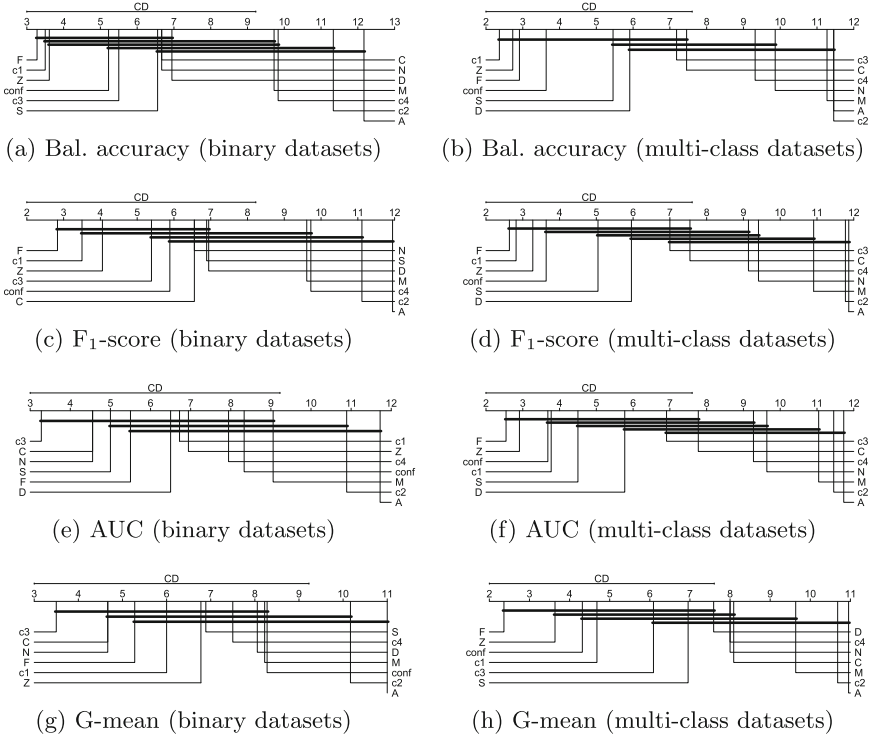 CD
3 4 5 6 7 8 9 10 11 12 13
F C
c1 N
Z D
conf M
c3 c4
S c2
A
(a) Bal. accuracy (binary datasets)
CD
2 3 4 5 6 7 8 9 10 11 12
c1 c3
Z C
F c4
conf N
S M
D A
c2
(b) Bal. accuracy (multi-class datasets)
CD
2 3 4 5 6 7 8 9 10 11 12
F N
c1 S
Z D
c3 M
conf c4
C c2
A
(c) F1-score (binary datasets)
CD
2 3 4 5 6 7 8 9 10 11 12
F c3
c1 C
Z c4
conf N
S M
D c2
A
(d) F1-score (multi-class datasets)
CD
3 4 5 6 7 8 9 10 11 12
c3 c1
C Z
N c4
S conf
F M
D c2
A
(e) AUC (binary datasets)
CD
2 3 4 5 6 7 8 9 10 11 12
F c3
Z C
conf c4
c1 N
S M
D c2
A
(f) AUC (multi-class datasets)
CD
3 4 5 6 7 8 9 10 11
c3 S
C c4
N D
F M
c1 conf
Z c2
A
(g) G-mean (binary datasets)
CD
2 3 4 5 6 7 8 9 10 11
F D
Z c4
conf N
c1 C
c3 M
S c2
A
(h) G-mean (multi-class datasets)